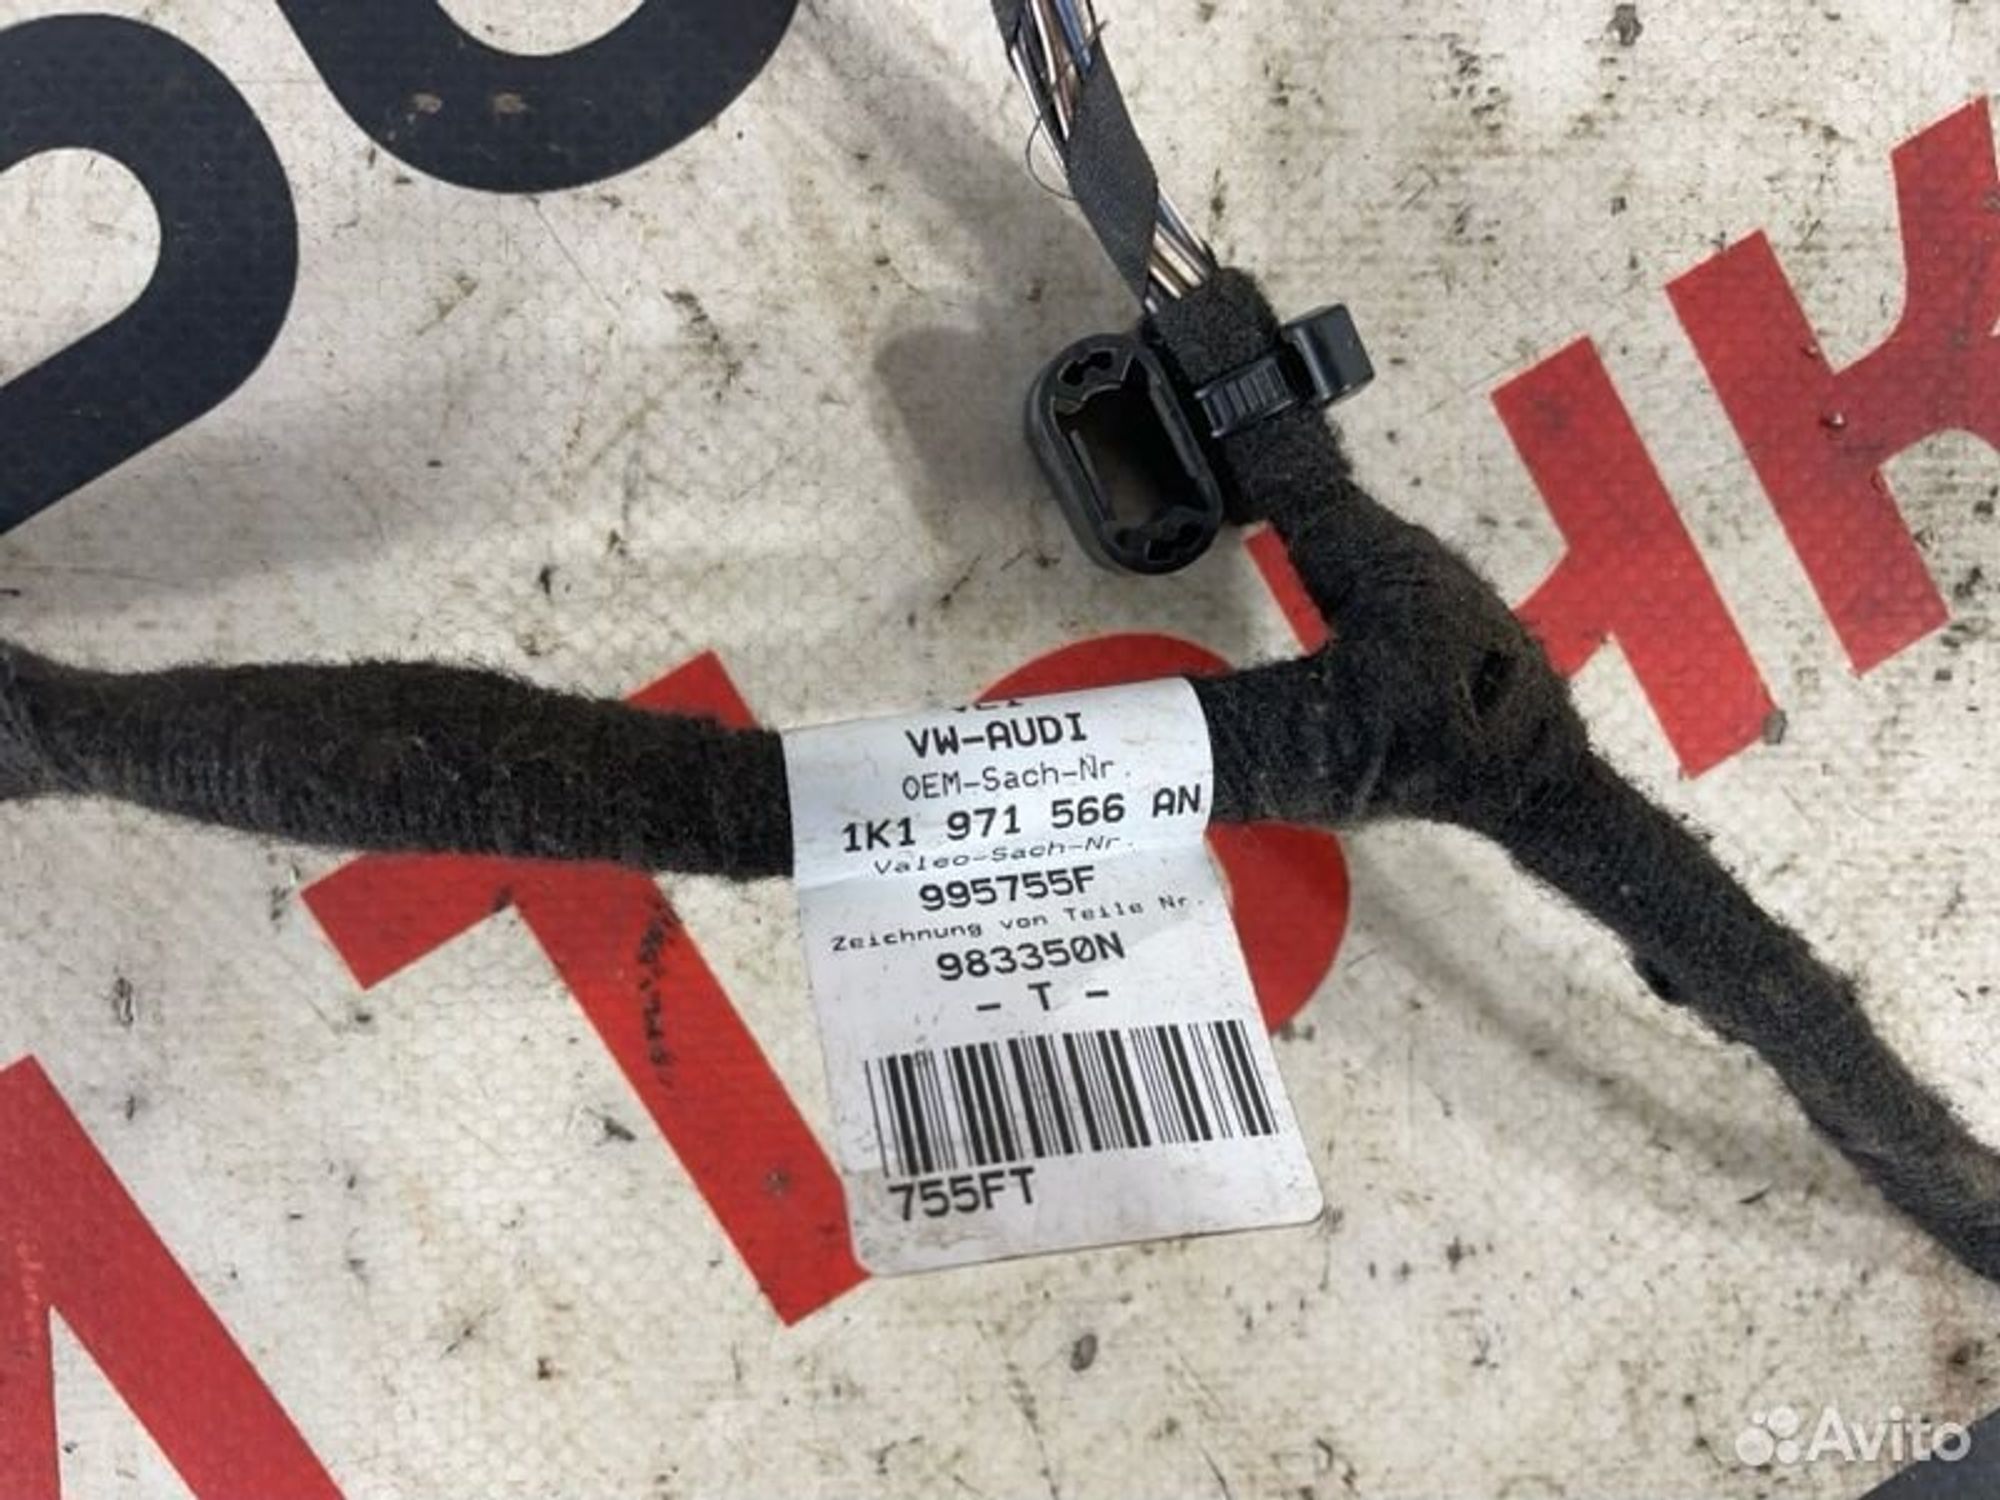 VW-AUDI
OEM-Sach-Nr.
1K1 971 566 AN
Valeo-Sach-Nr.
995755F
Zeichnung von Teile Nr.
983350N
- T -
755FT
Avito